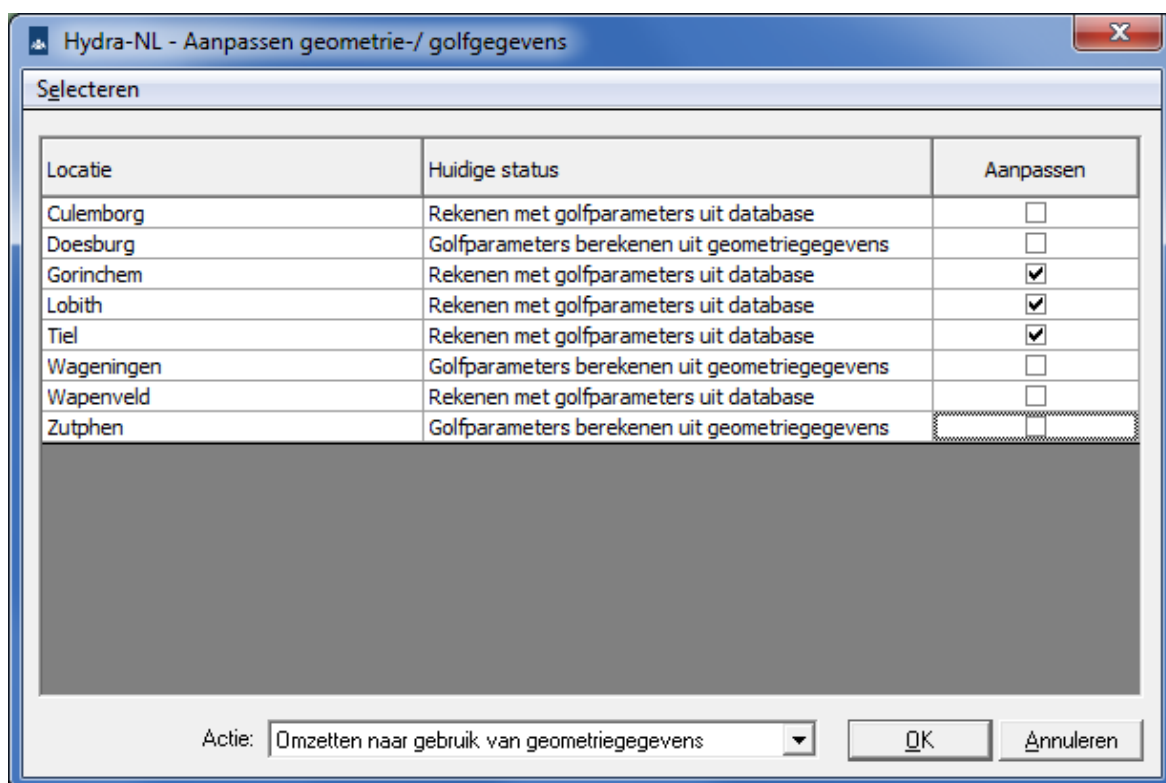 Hydra-NL - Aanpassen geometrie-/ golfgegevens
Selecteren
Locatie Huidige status Aanpassen
Culemborg Rekenen met golfparameters uit database
Doesburg Golfparameters berekenen uit geometriegegevens
Gorinchem Rekenen met golfparameters uit database
Lobith Rekenen met golfparameters uit database
Tiel Rekenen met golfparameters uit database
Wageningen Golfparameters berekenen uit geometriegegevens
Wapenveld Rekenen met golfparameters uit database
Zutphen Golfparameters berekenen uit geometriegegevens
Actie: Omzetten naar gebruik van geometriegegevens OK Annuleren